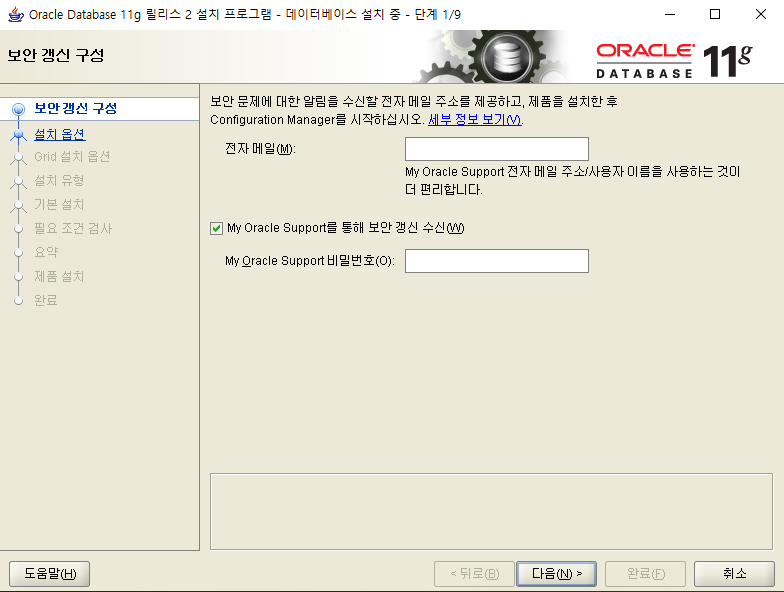 Oracle Database 11g 릴리스 2 설치 프로그램 - 데이터베이스 설치 중 - 단계 1/9
보안 갱신 구성
ORACLE
DATABASE 11g
보안 갱신 구성
설치 옵션
Grid 설치 옵션
설치 유형
기본 설치
필요 조건 검사
요약
제품 설치
완료
보안 문제에 대한 알림을 수신할 전자 메일 주소를 제공하고, 제품을 설치한 후
Configuration Manager를 시작하십시오. 세부 정보 보기(V).
전자 메일(M):
My Oracle Support 전자 메일 주소/사용자 이름을 사용하는 것이
더 편리합니다.
My Oracle Support를 통해 보안 갱신 수신(W)
My Oracle Support 비밀번호(O):
도움말(H)
< 뒤로(B)
다음(N) >
완료(F)
취소